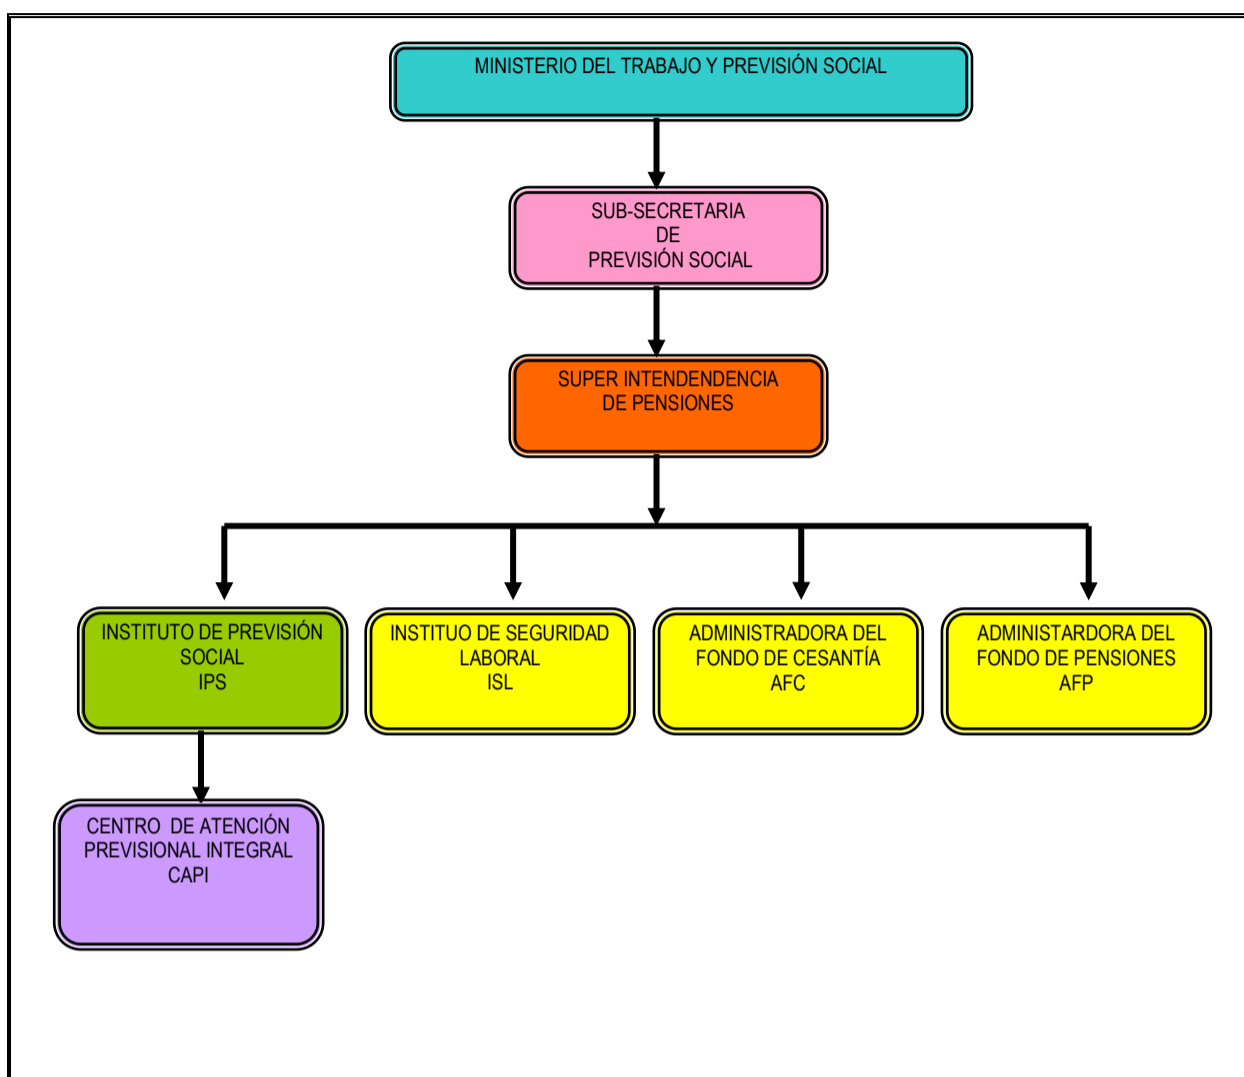 MINISTERIO DEL TRABAJO Y PREVISIÓN SOCIAL
SUB-SECRETARIA
DE
PREVISIÓN SOCIAL
SUPER INTENDENDENCIA
DE PENSIONES
INSTITUTO DE PREVISIÓN
SOCIAL
IPS
INSTITUO DE SEGURIDAD
LABORAL
ISL
ADMINISTRADORA DEL
FONDO DE CESANTÍA
AFC
ADMINISTARDORA DEL
FONDO DE PENSIONES
AFP
CENTRO  DE ATENCIÓN
PREVISIONAL INTEGRAL
CAPI